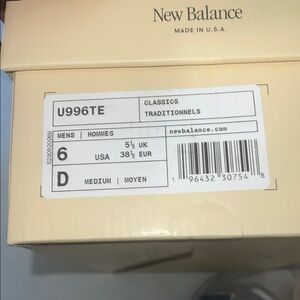 New Balance
MADE IN U.S.A.
U996TE
CLASSICS
TRADITIONNELS
MENS | HOMMES
newbalance.com
6
USA
5½ UK
38½ EUR
D
MEDIUM | MOYEN
1 96432 30754 8